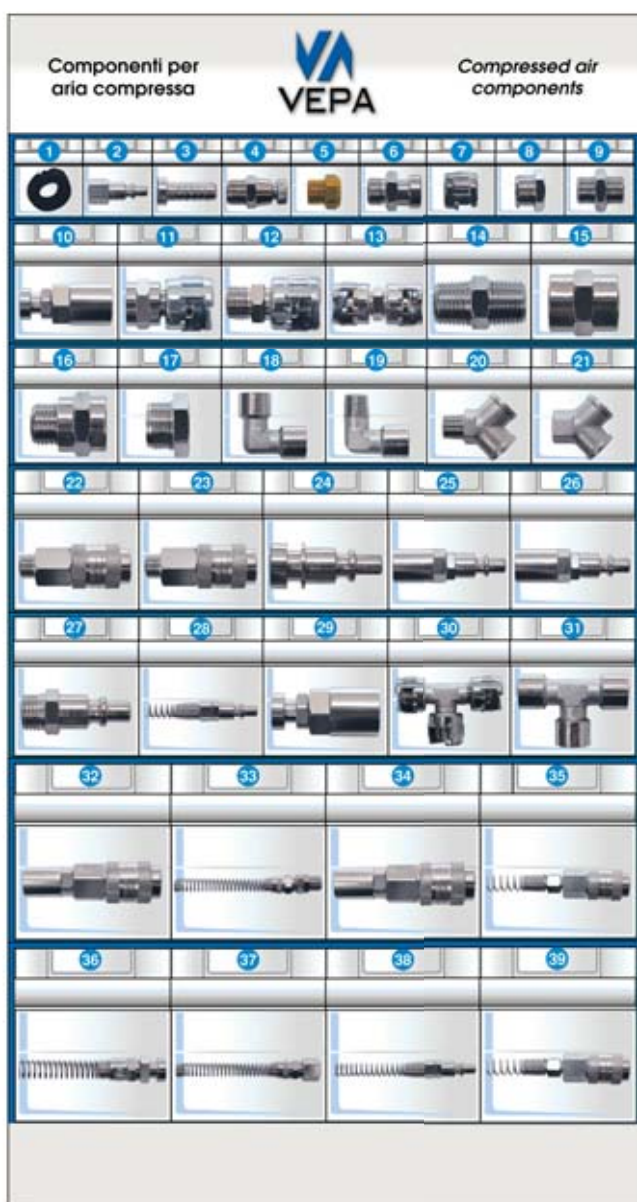 Componenti per
aria compressa
VEPA
Compressed air
components
1 2 3 4 5 6 7 8 9
10 11 12 13 14 15
16 17 18 19 20 21
22 23 24 25 26
27 28 29 30 31
32 33 34 35
36 37 38 39